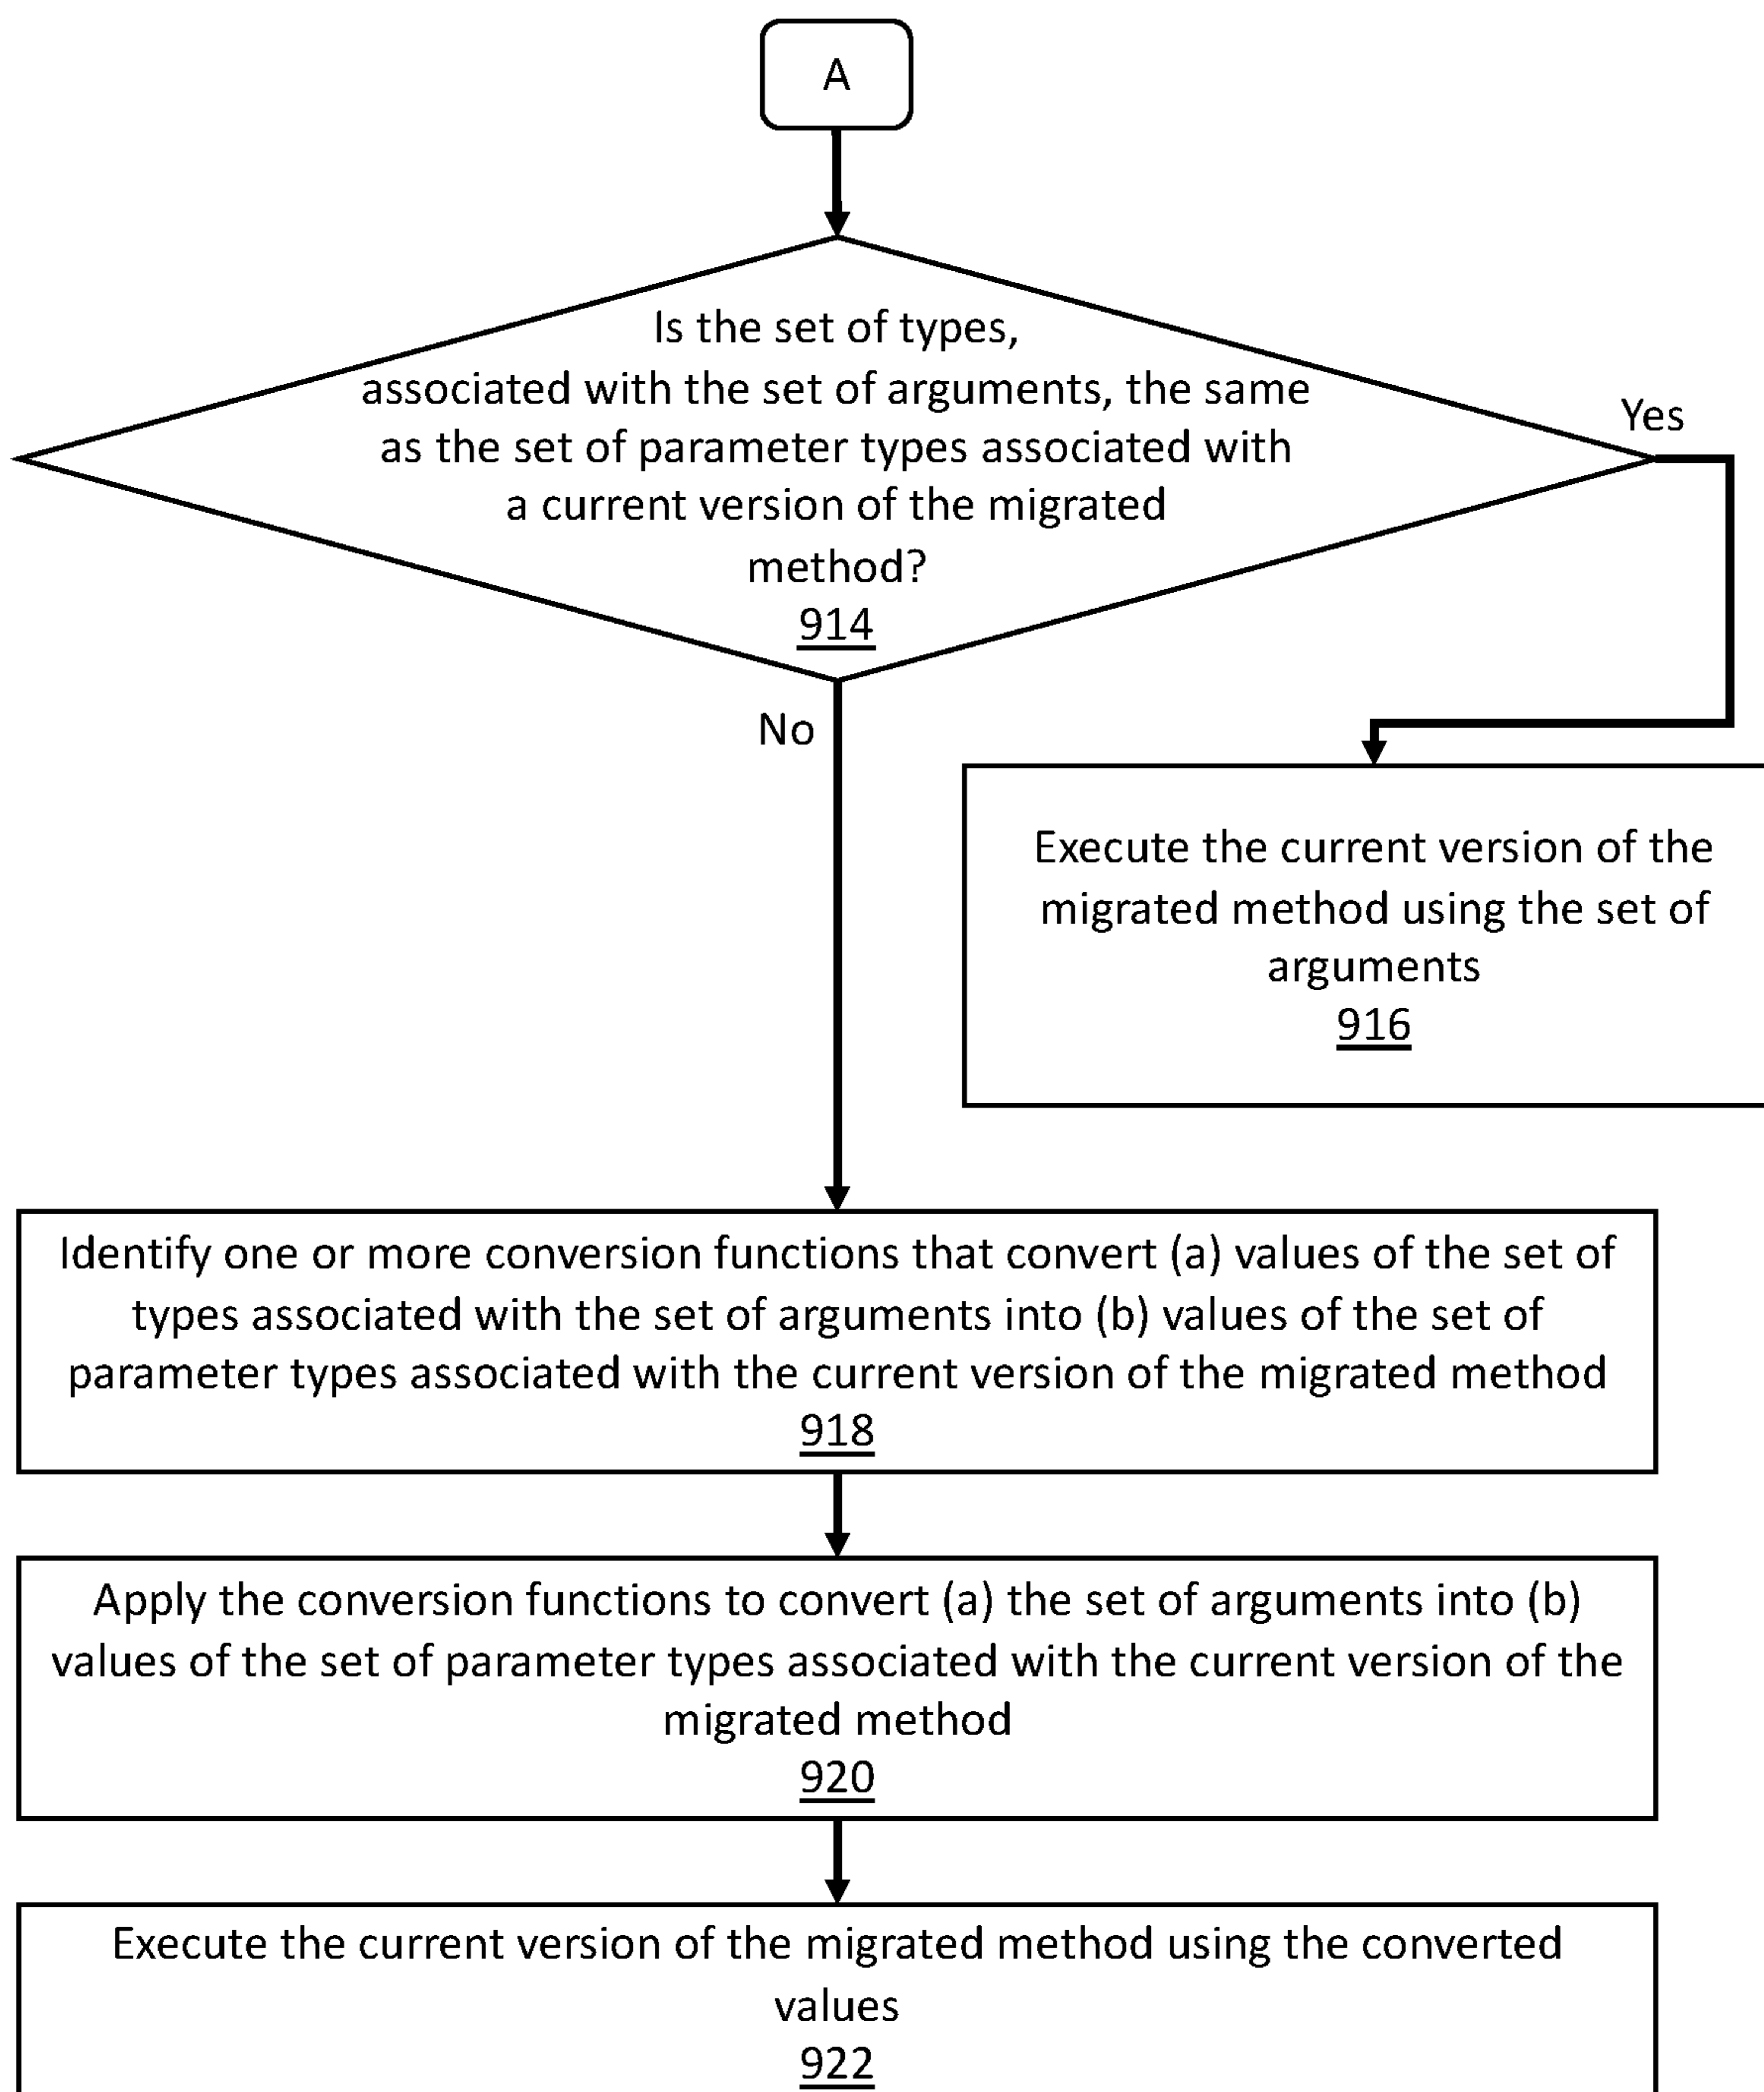 A
Is the set of types,
associated with the set of arguments, the same
as the set of parameter types associated with
a current version of the migrated
method?
914
Yes
No
Execute the current version of the
migrated method using the set of
arguments
916
Identify one or more conversion functions that convert (a) values of the set of
types associated with the set of arguments into (b) values of the set of
parameter types associated with the current version of the migrated method
918
Apply the conversion functions to convert (a) the set of arguments into (b)
values of the set of parameter types associated with the current version of the
migrated method
920
Execute the current version of the migrated method using the converted
values
922